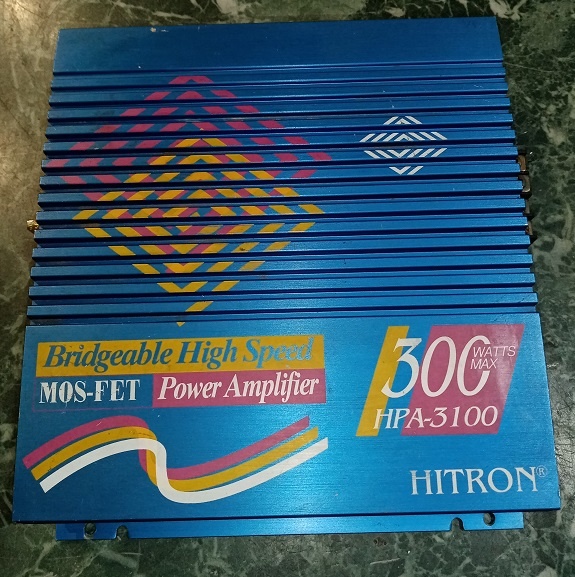 Bridgeable High Speed
MOS-FET Power Amplifier
300 WATTS MAX
HPA-3100
HITRON®